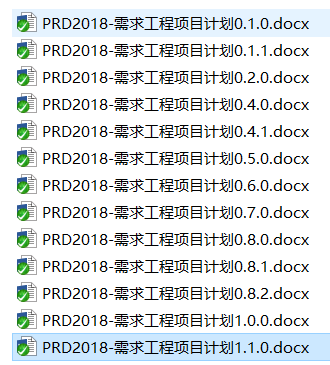 PRD2018-需求工程项目计划0.1.0.docx
PRD2018-需求工程项目计划0.1.1.docx
PRD2018-需求工程项目计划0.2.0.docx
PRD2018-需求工程项目计划0.4.0.docx
PRD2018-需求工程项目计划0.4.1.docx
PRD2018-需求工程项目计划0.5.0.docx
PRD2018-需求工程项目计划0.6.0.docx
PRD2018-需求工程项目计划0.7.0.docx
PRD2018-需求工程项目计划0.8.0.docx
PRD2018-需求工程项目计划0.8.1.docx
PRD2018-需求工程项目计划0.8.2.docx
PRD2018-需求工程项目计划1.0.0.docx
PRD2018-需求工程项目计划1.1.0.docx